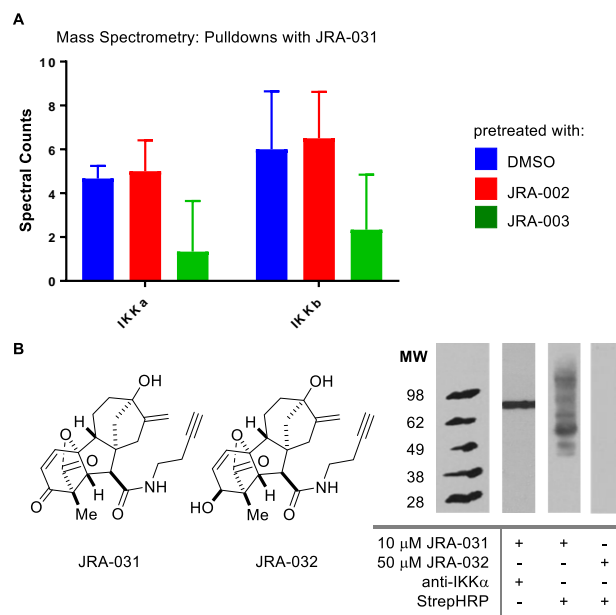 A
Mass Spectrometry: Pulldowns with JRA-031
Spectral Counts
10
8
6
4
2
0
IKKa
IKKb
pretreated with:
DMSO
JRA-002
JRA-003
B
OH
O
O
H
H
O
Me
O
NH
JRA-031
OH
O
O
H
H
HO
Me
O
NH
JRA-032
MW
98
62
49
38
28
10 μM JRA-031 + + -
50 μM JRA-032 - - +
anti-IKKα + - -
StrepHRP - + +